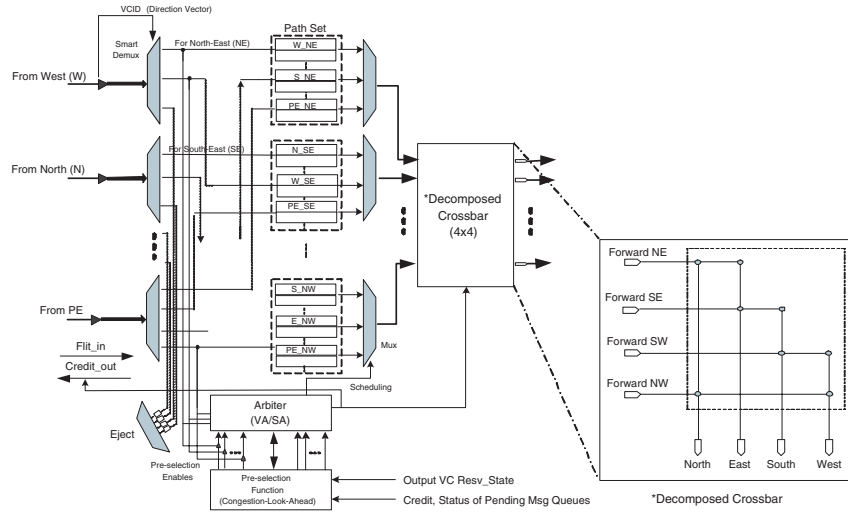 VCID (Direction Vector)
Smart
Demux
For North-East (NE)
Path Set
W_NE
S_NE
PE_NE
From West (W)
For South-East (SE)
From North (N)
N_SE
W_SE
PE_SE
*Decomposed
Crossbar
(4x4)
From PE
S_NW
E_NW
PE_NW
Mux
Flit_in
Credit_out
Scheduling
Arbiter
(VA/SA)
Eject
Pre-selection
Enables
Pre-selection
Function
(Congestion-Look-Ahead)
Output VC Resv_State
Credit, Status of Pending Msg Queues
Forward NE
Forward SE
Forward SW
Forward NW
North
East
South
West
*Decomposed Crossbar